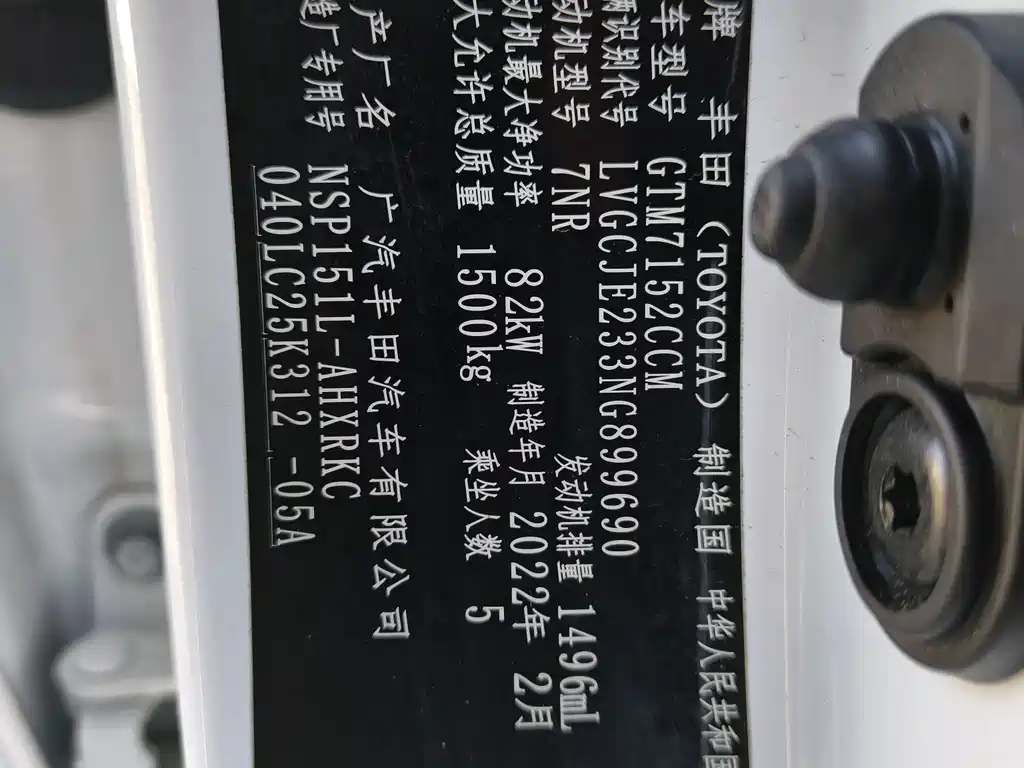 牌 丰田（TOYOTA） 制造国 中华人民共和国
车型号 GTM7152CCM
辆识别代号 LVGCJE233NG899690
动机型号 7NR 发动机排量 1496mL
动机最大净功率 82kW 制造年月 2022年 2月
大允许总质量 1500kg 乘坐人数 5
产厂名 广汽丰田汽车有限公司
造厂专用号 NSP151L-AHXRKC
040LC25K312 -05A